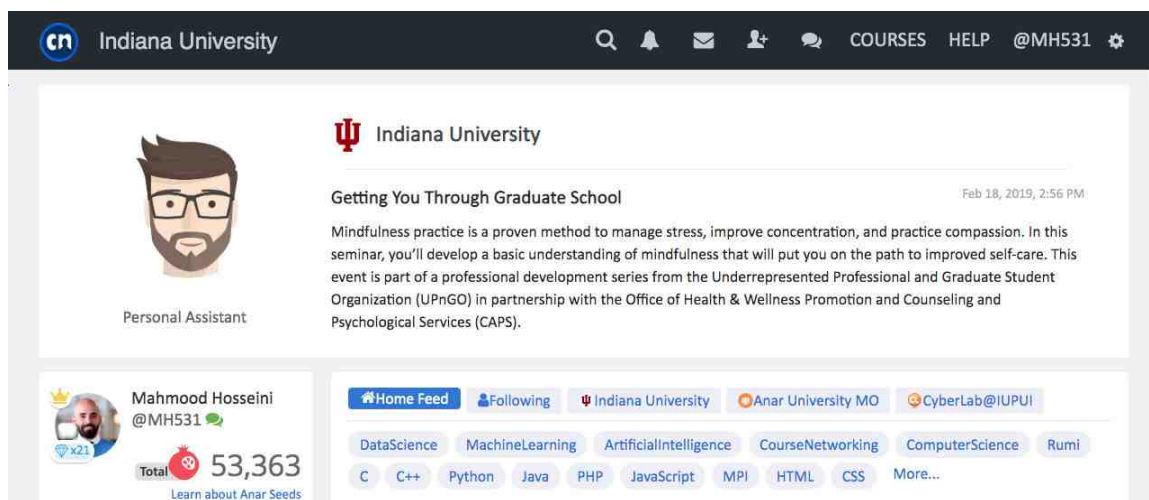 cn Indiana University COURSES HELP @MH531
Indiana University
Getting You Through Graduate School Feb 18, 2019, 2:56 PM
Mindfulness practice is a proven method to manage stress, improve concentration, and practice compassion. In this
seminar, you'll develop a basic understanding of mindfulness that will put you on the path to improved self-care. This
event is part of a professional development series from the Underrepresented Professional and Graduate Student
Organization (UPnGO) in partnership with the Office of Health & Wellness Promotion and Counseling and
Psychological Services (CAPS).
Personal Assistant
Mahmood Hosseini
@MH531
x21
Total 53,363
Learn about Anar Seeds
Home Feed Following Indiana University Anar University MO CyberLab@IUPUI
DataScience MachineLearning ArtificialIntelligence CourseNetworking ComputerScience Rumi
C C++ Python Java PHP JavaScript MPI HTML CSS More...